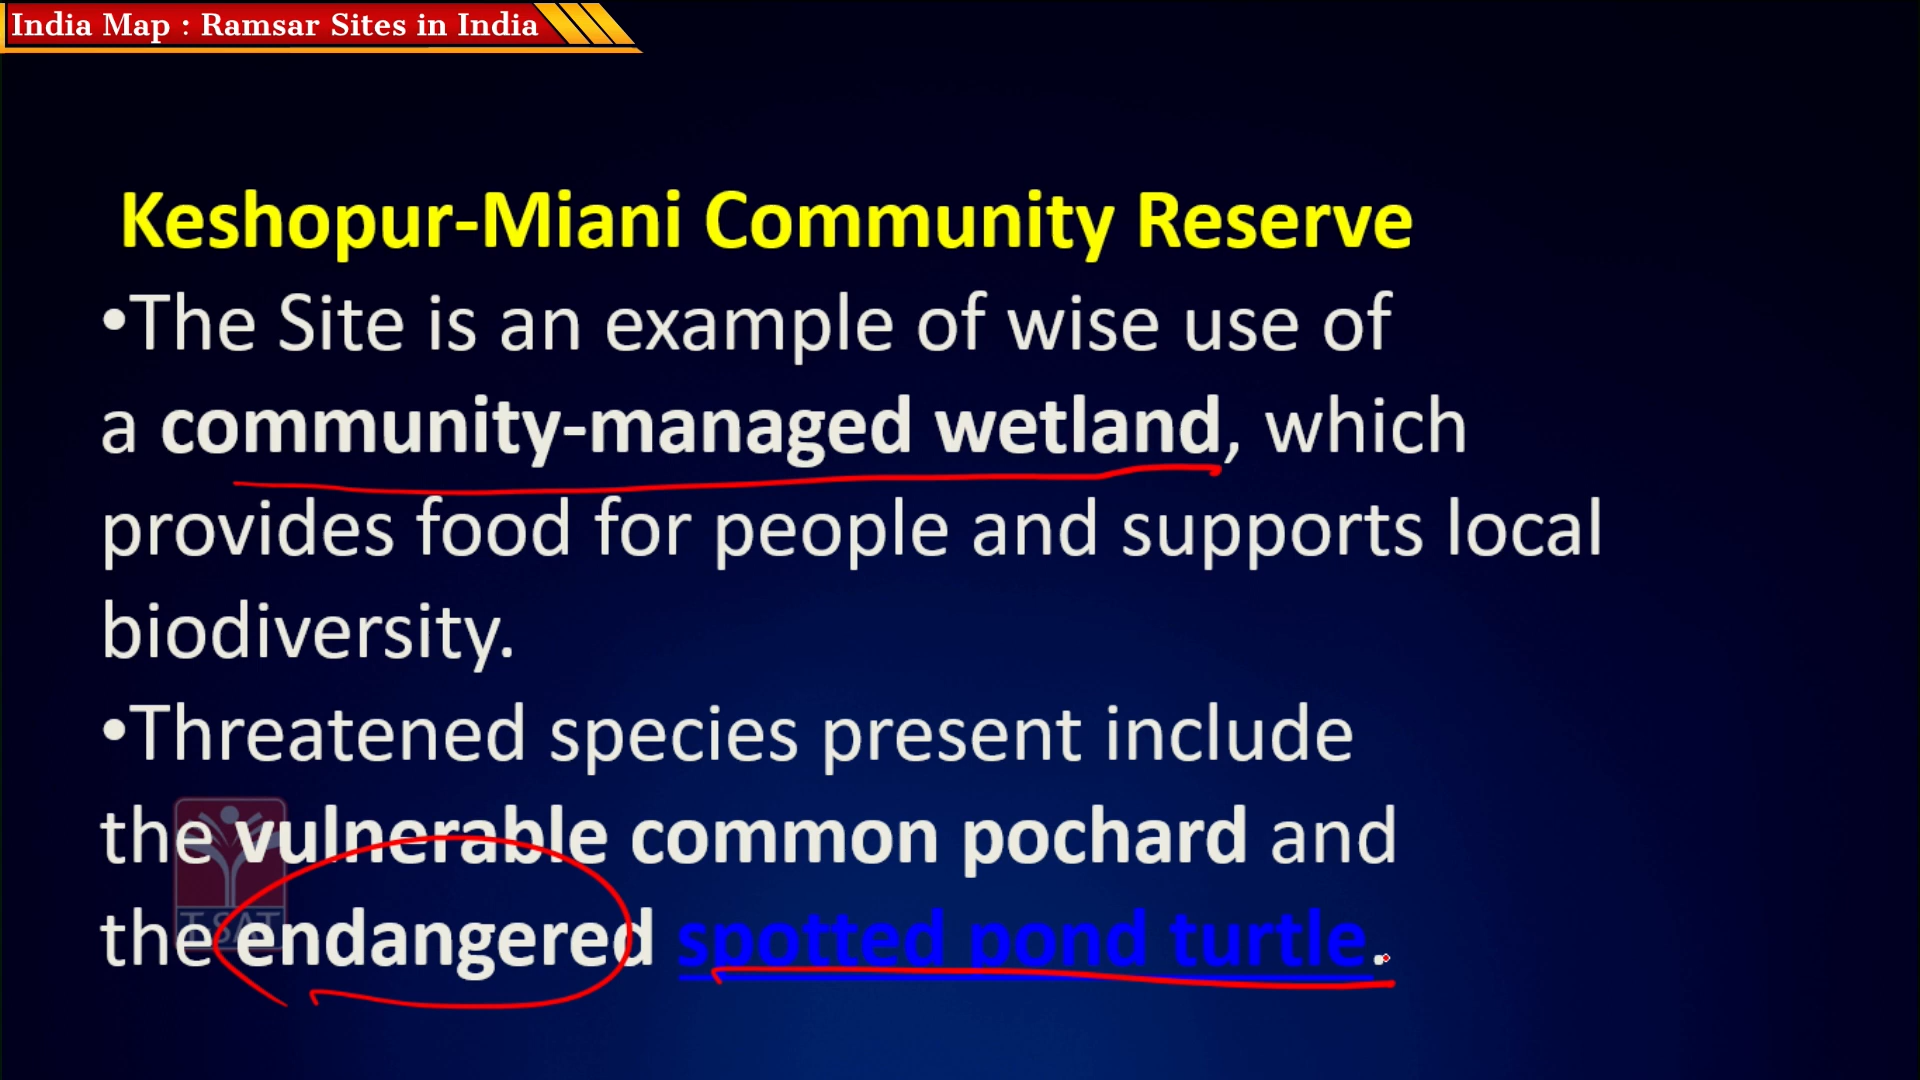 India Map : Ramsar Sites in India
Keshopur-Miani Community Reserve
•The Site is an example of wise use of
a community-managed wetland, which
provides food for people and supports local
biodiversity.
•Threatened species present include
the vulnerable common pochard and
the endangered spotted pond turtle.
T-SAT